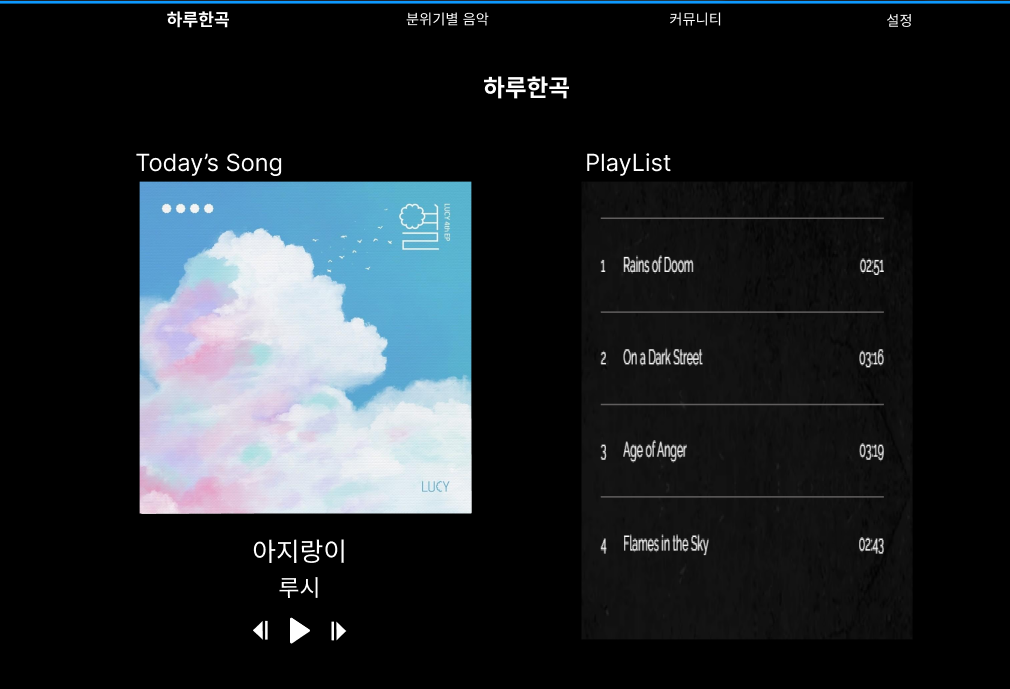 하루한곡
분위기별 음악
커뮤니티
설정
하루한곡
Today's Song
PlayList
열
LUCY 4th EP
LUCY
아지랑이
루시
1 Rains of Doom 02:51
2 On a Dark Street 03:16
3 Age of Anger 03:19
4 Flames in the Sky 02:43